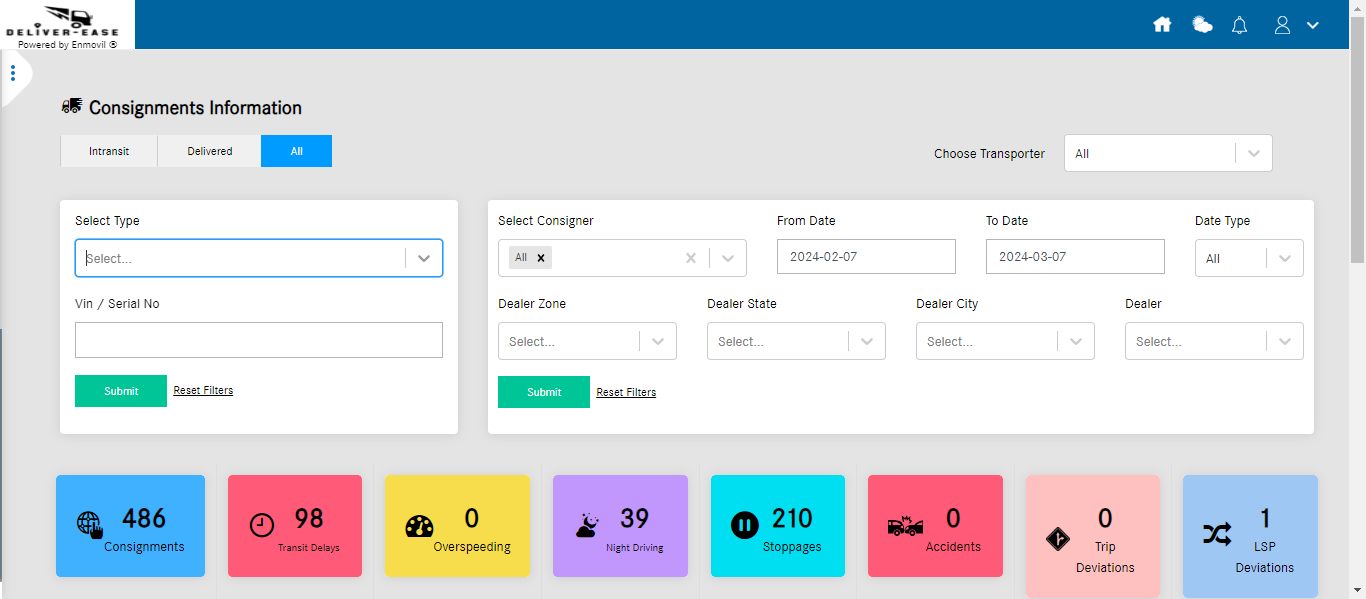 DELIVER-EASE
Powered by Enmovil ®
Consignments Information
Intransit Delivered All
Choose Transporter All
Select Type
Select...
Vin / Serial No
Submit Reset Filters
Select Consigner From Date To Date Date Type
All 2024-02-07 2024-03-07 All
Dealer Zone Dealer State Dealer City Dealer
Select... Select... Select... Select...
Submit Reset Filters
486 98 0 39 210 0 0 1
Consignments Transit Delays Overspeeding Night Driving Stoppages Accidents Trip LSP
Deviations Deviations